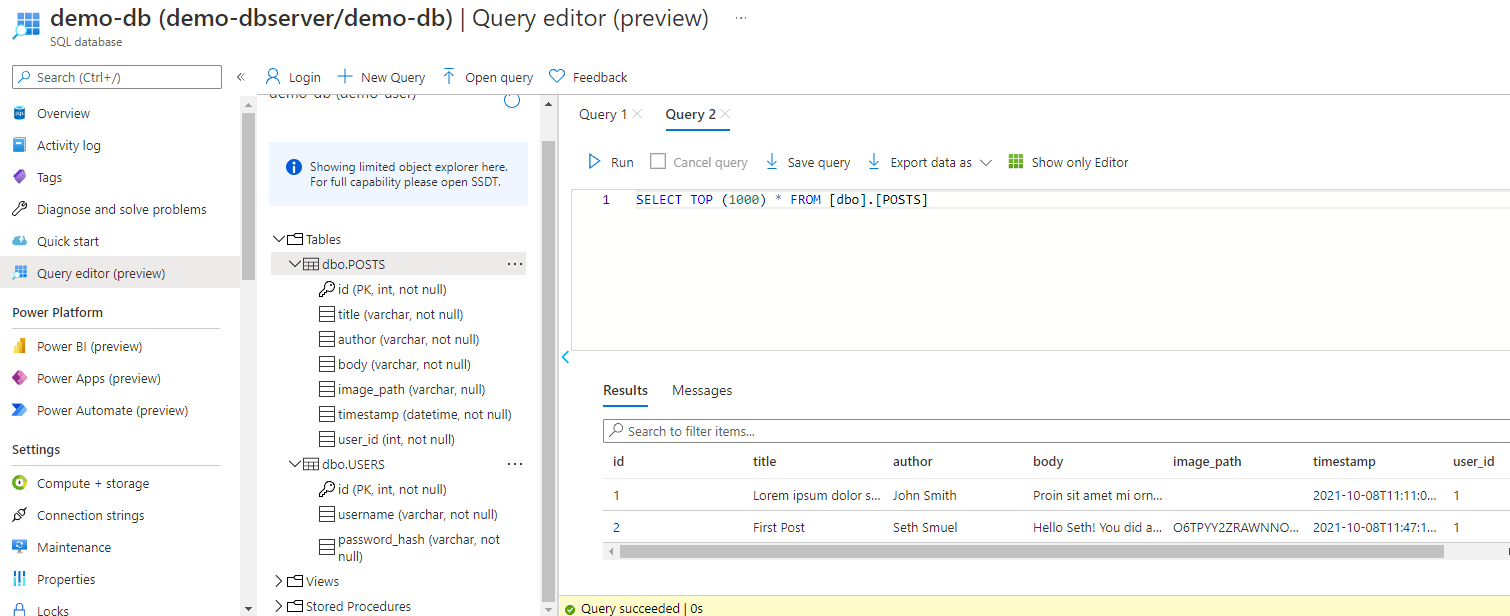 demo-db (demo-dbserver/demo-db) | Query editor (preview) ...
SQL database
Search (Ctrl+/)
«
Login
New Query
Open query
Feedback
Overview
Activity log
Tags
Diagnose and solve problems
Quick start
Query editor (preview)
Power Platform
Power BI (preview)
Power Apps (preview)
Power Automate (preview)
Settings
Compute + storage
Connection strings
Maintenance
Properties
Locks
demo-db (demo-user)
Showing limited object explorer here.
For full capability please open SSDT.
Tables
dbo.POSTS ...
id (PK, int, not null)
title (varchar, not null)
author (varchar, not null)
body (varchar, not null)
image_path (varchar, null)
timestamp (datetime, not null)
user_id (int, not null)
dbo.USERS ...
id (PK, int, not null)
username (varchar, not null)
password_hash (varchar, not
null)
Views
Stored Procedures
Query 1 Query 2
Run Cancel query Save query Export data as Show only Editor
1 SELECT TOP (1000) * FROM [dbo].[POSTS]
Results Messages
Search to filter items...
id title author body image_path timestamp user_id
1 Lorem ipsum dolor s... John Smith Proin sit amet mi orn... 2021-10-08T11:11:0... 1
2 First Post Seth Smuel Hello Seth! You did a... O6TPYY2ZRAWNNO... 2021-10-08T11:47:1... 1
Query succeeded | 0s